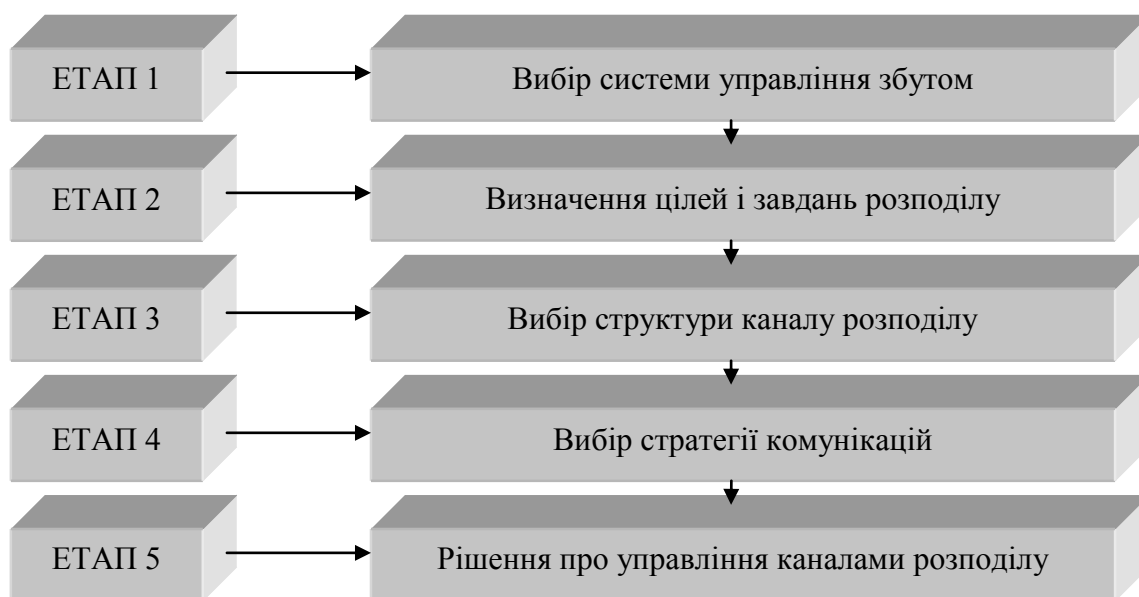 ЕТАП 1
Вибір системи управління збутом
ЕТАП 2
Визначення цілей і завдань розподілу
ЕТАП 3
Вибір структури каналу розподілу
ЕТАП 4
Вибір стратегії комунікацій
ЕТАП 5
Рішення про управління каналами розподілу